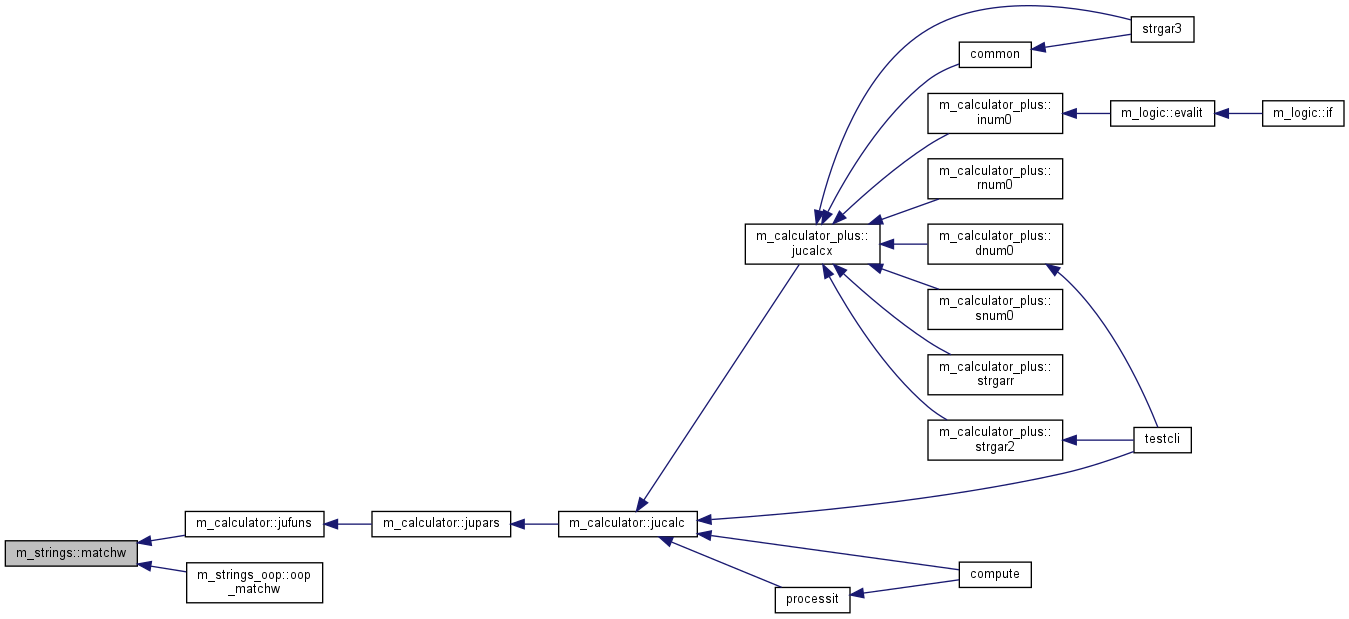 strgar3
common
m_calculator_plus::
inum0
m_logic::evalit
m_logic::if
m_calculator_plus::
rnum0
m_calculator_plus::
jucalcx
m_calculator_plus::
dnum0
m_calculator_plus::
snum0
m_calculator_plus::
strgarr
m_calculator_plus::
strgar2
testcli
m_calculator::jufuns
m_calculator::jupars
m_calculator::jucalc
m_strings::matchw
m_strings_oop::oop
_matchw
compute
processit